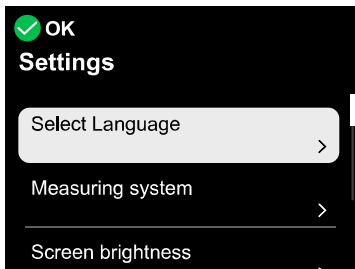 OK
Settings
Select Language
Measuring system
Screen brightness